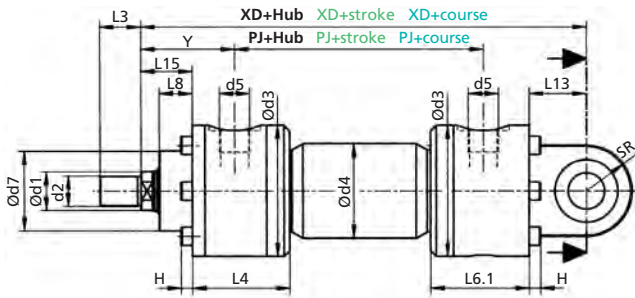 L3 XD+Hub XD+stroke XD+course
Y PJ+Hub PJ+stroke PJ+course
L15
L8 d5 d5 L13
Ød3 Ød3
SR
Ød7 Ød1 d2 Ød4
H L4 L6.1 H